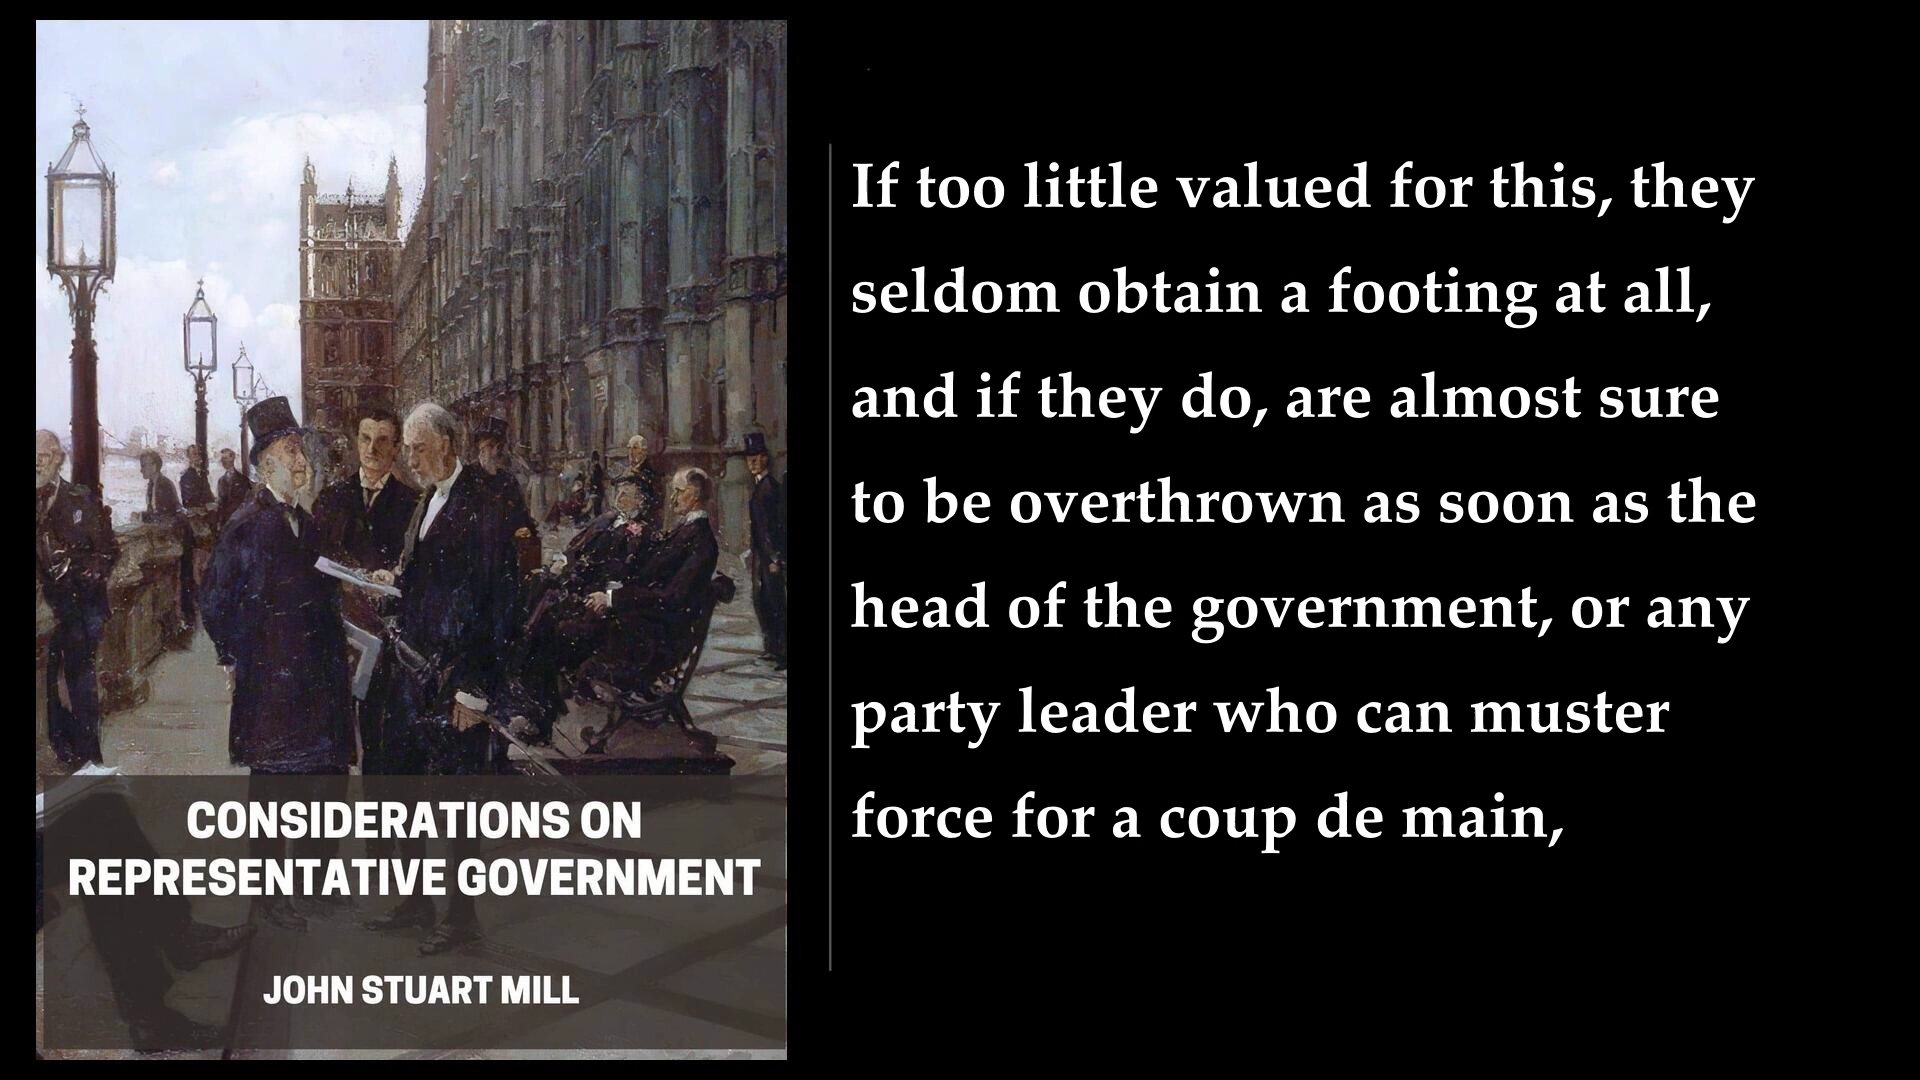 CONSIDERATIONS ON
REPRESENTATIVE GOVERNMENT
JOHN STUART MILL
If too little valued for this, they
seldom obtain a footing at all,
and if they do, are almost sure
to be overthrown as soon as the
head of the government, or any
party leader who can muster
force for a coup de main,